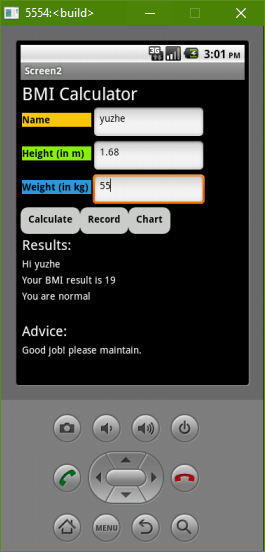 5554:<build>
3G
3:01 PM
Screen2
BMI Calculator
Name yuzhe
Height (in m) 1.68
Weight (in kg) 55
Calculate Record Chart
Results:
Hi yuzhe
Your BMI result is 19
You are normal
Advice:
Good job! please maintain.
MENU